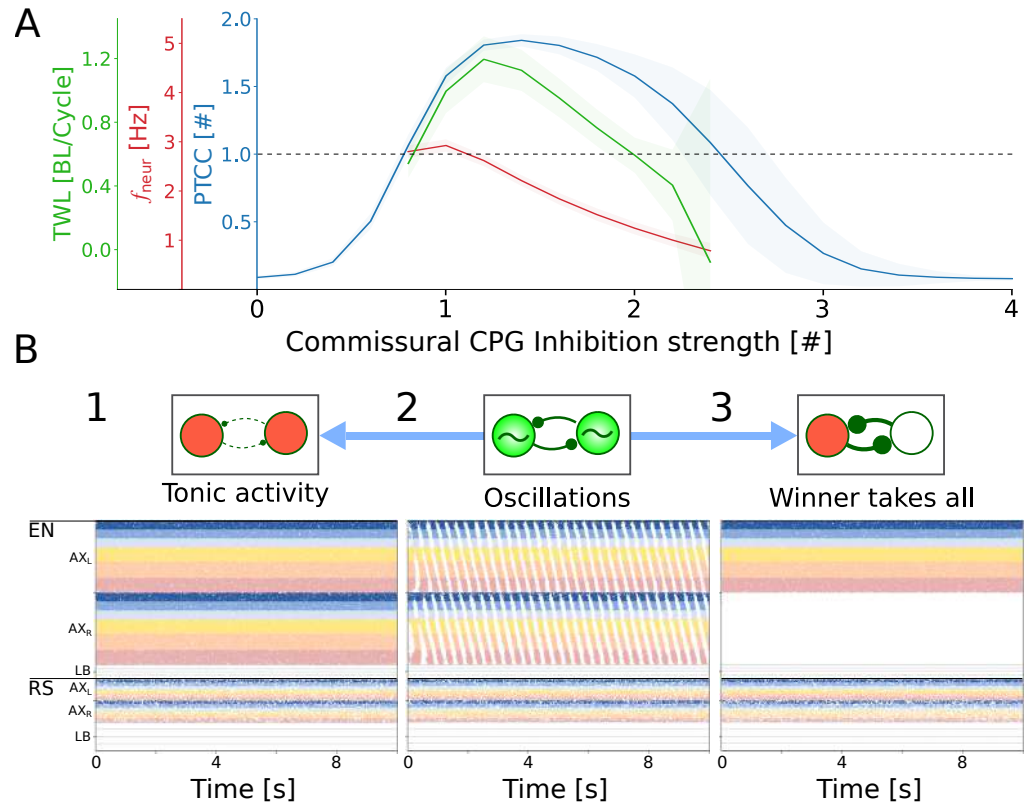 A
TWL [BL/Cycle]
0.0
0.4
0.8
1.2
f_neur [Hz]
1
2
3
4
5
PTCC [#]
0.5
1.0
1.5
2.0
0 1 2 3 4
Commissural CPG Inhibition strength [#]
B
1 2 3
Tonic activity Oscillations Winner takes all
EN
AX_L
AX_R
LB
RS
AX_L
AX_R
LB
0 4 8 0 4 8 0 4 8
Time [s] Time [s] Time [s]